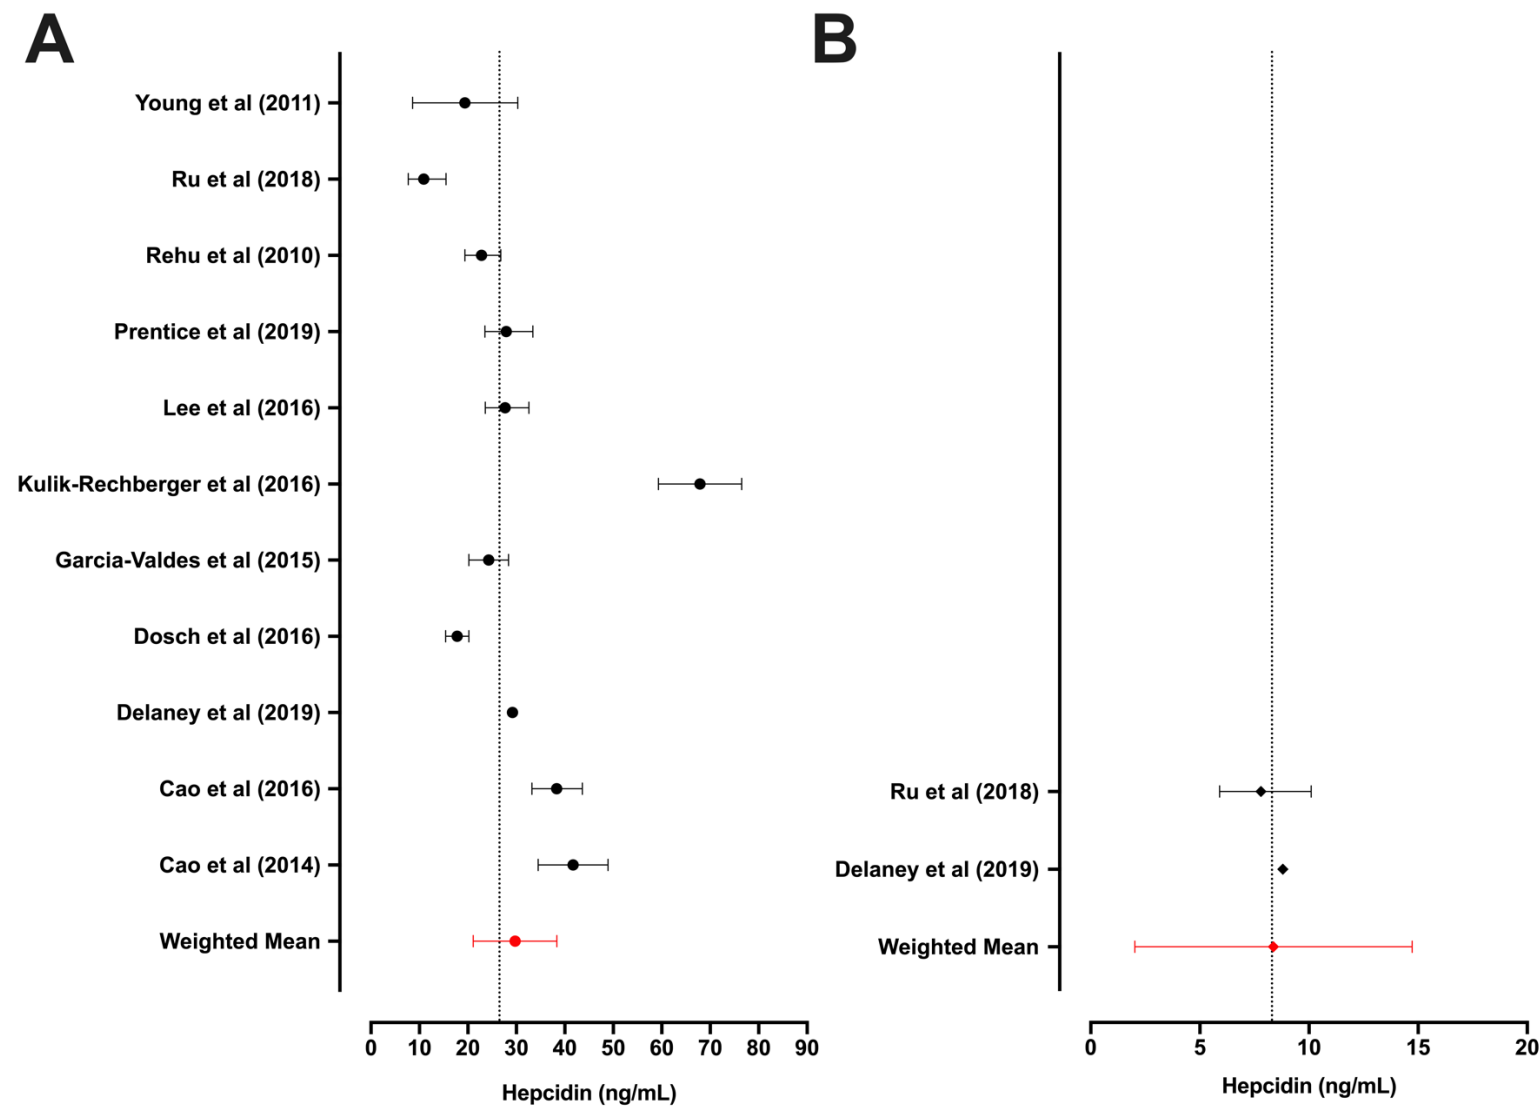 A
Young et al (2011)
Ru et al (2018)
Rehu et al (2010)
Prentice et al (2019)
Lee et al (2016)
Kulik-Rechberger et al (2016)
Garcia-Valdes et al (2015)
Dosch et al (2016)
Delaney et al (2019)
Cao et al (2016)
Cao et al (2014)
Weighted Mean
0 10 20 30 40 50 60 70 80 90
Hepcidin (ng/mL)
B
Ru et al (2018)
Delaney et al (2019)
Weighted Mean
0 5 10 15 20
Hepcidin (ng/mL)